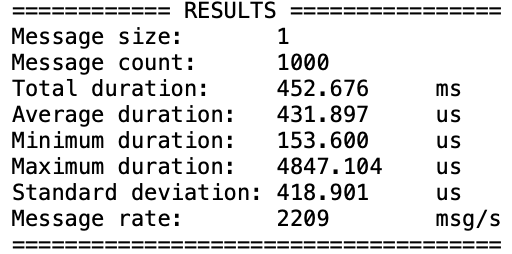 ============ RESULTS ================
Message size:       1
Message count:      1000
Total duration:     452.676     ms
Average duration:   431.897     us
Minimum duration:   153.600     us
Maximum duration:   4847.104    us
Standard deviation: 418.901     us
Message rate:       2209        msg/s
=====================================